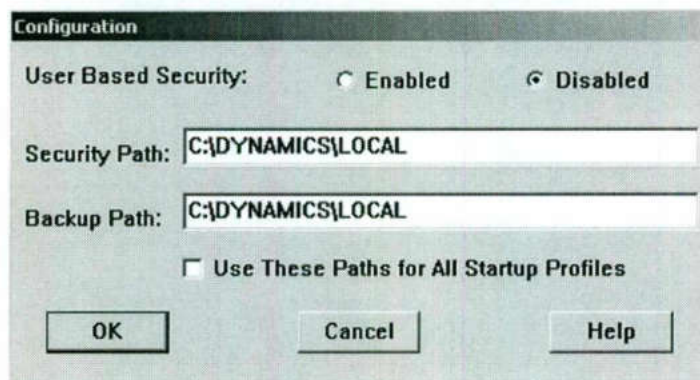 Configuration
User Based Security: Enabled Disabled
Security Path: C:\DYNAMICS\LOCAL
Backup Path: C:\DYNAMICS\LOCAL
Use These Paths for All Startup Profiles
OK Cancel Help